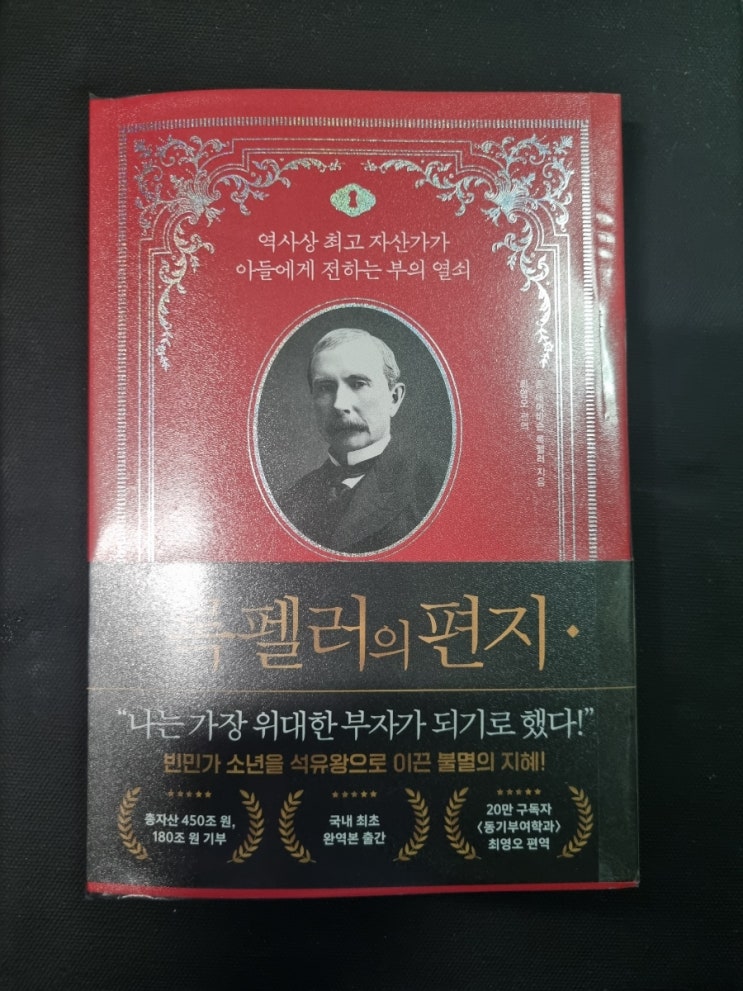 역사상 최고 자산가가
아들에게 전하는 부의 열쇠
록펠러 지음
최영오 편역
록펠러의 편지
“나는 가장 위대한 부자가 되기로 했다!”
빈민가 소년을 석유왕으로 이끈 불멸의 지혜!
총자산 450조 원,
180조 원 기부
국내 최초
완역본 출간
20만 구독자
〈동기부여학과〉
최영오 편역